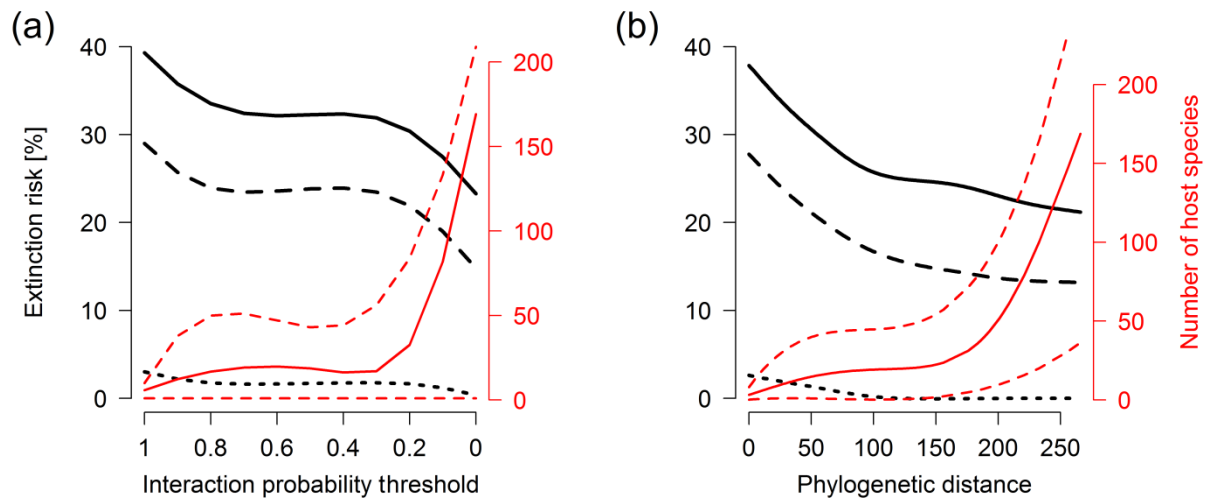 (a)
Extinction risk [%]
40
30
20
10
0
200
150
100
50
0
1 0.8 0.6 0.4 0.2 0
Interaction probability threshold
(b)
40
30
20
10
0
200
150
100
50
0
Number of host species
0 50 100 150 200 250
Phylogenetic distance